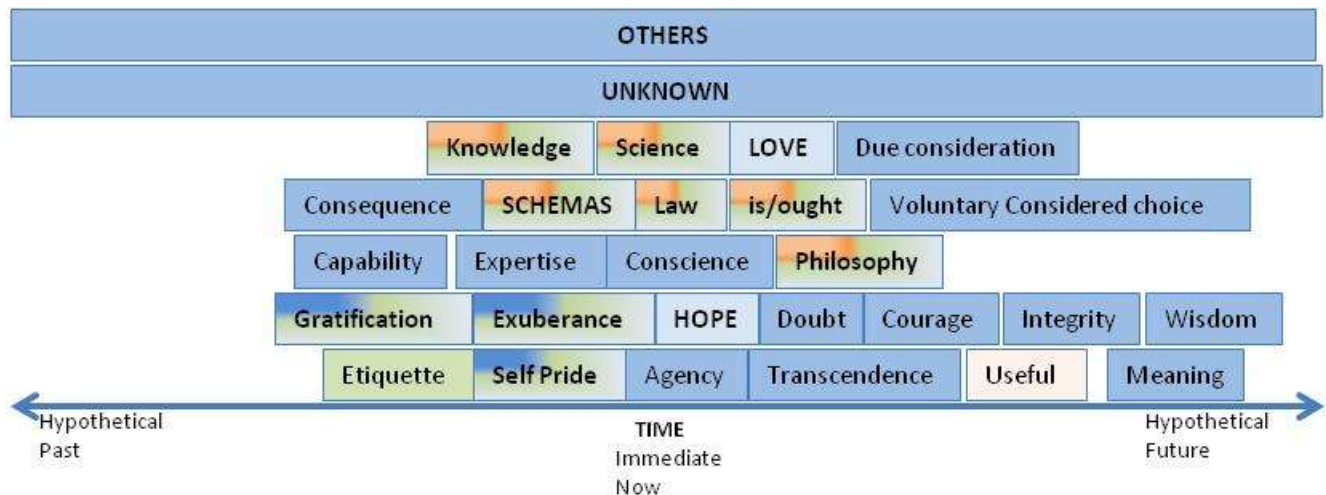 OTHERS
UNKNOWN
Knowledge Science LOVE Due consideration
Consequence SCHEMAS Law is/ought Voluntary Considered choice
Capability Expertise Conscience Philosophy
Gratification Exuberance HOPE Doubt Courage Integrity Wisdom
Etiquette Self Pride Agency Transcendence Useful Meaning
Hypothetical
Past
TIME
Immediate
Now
Hypothetical
Future